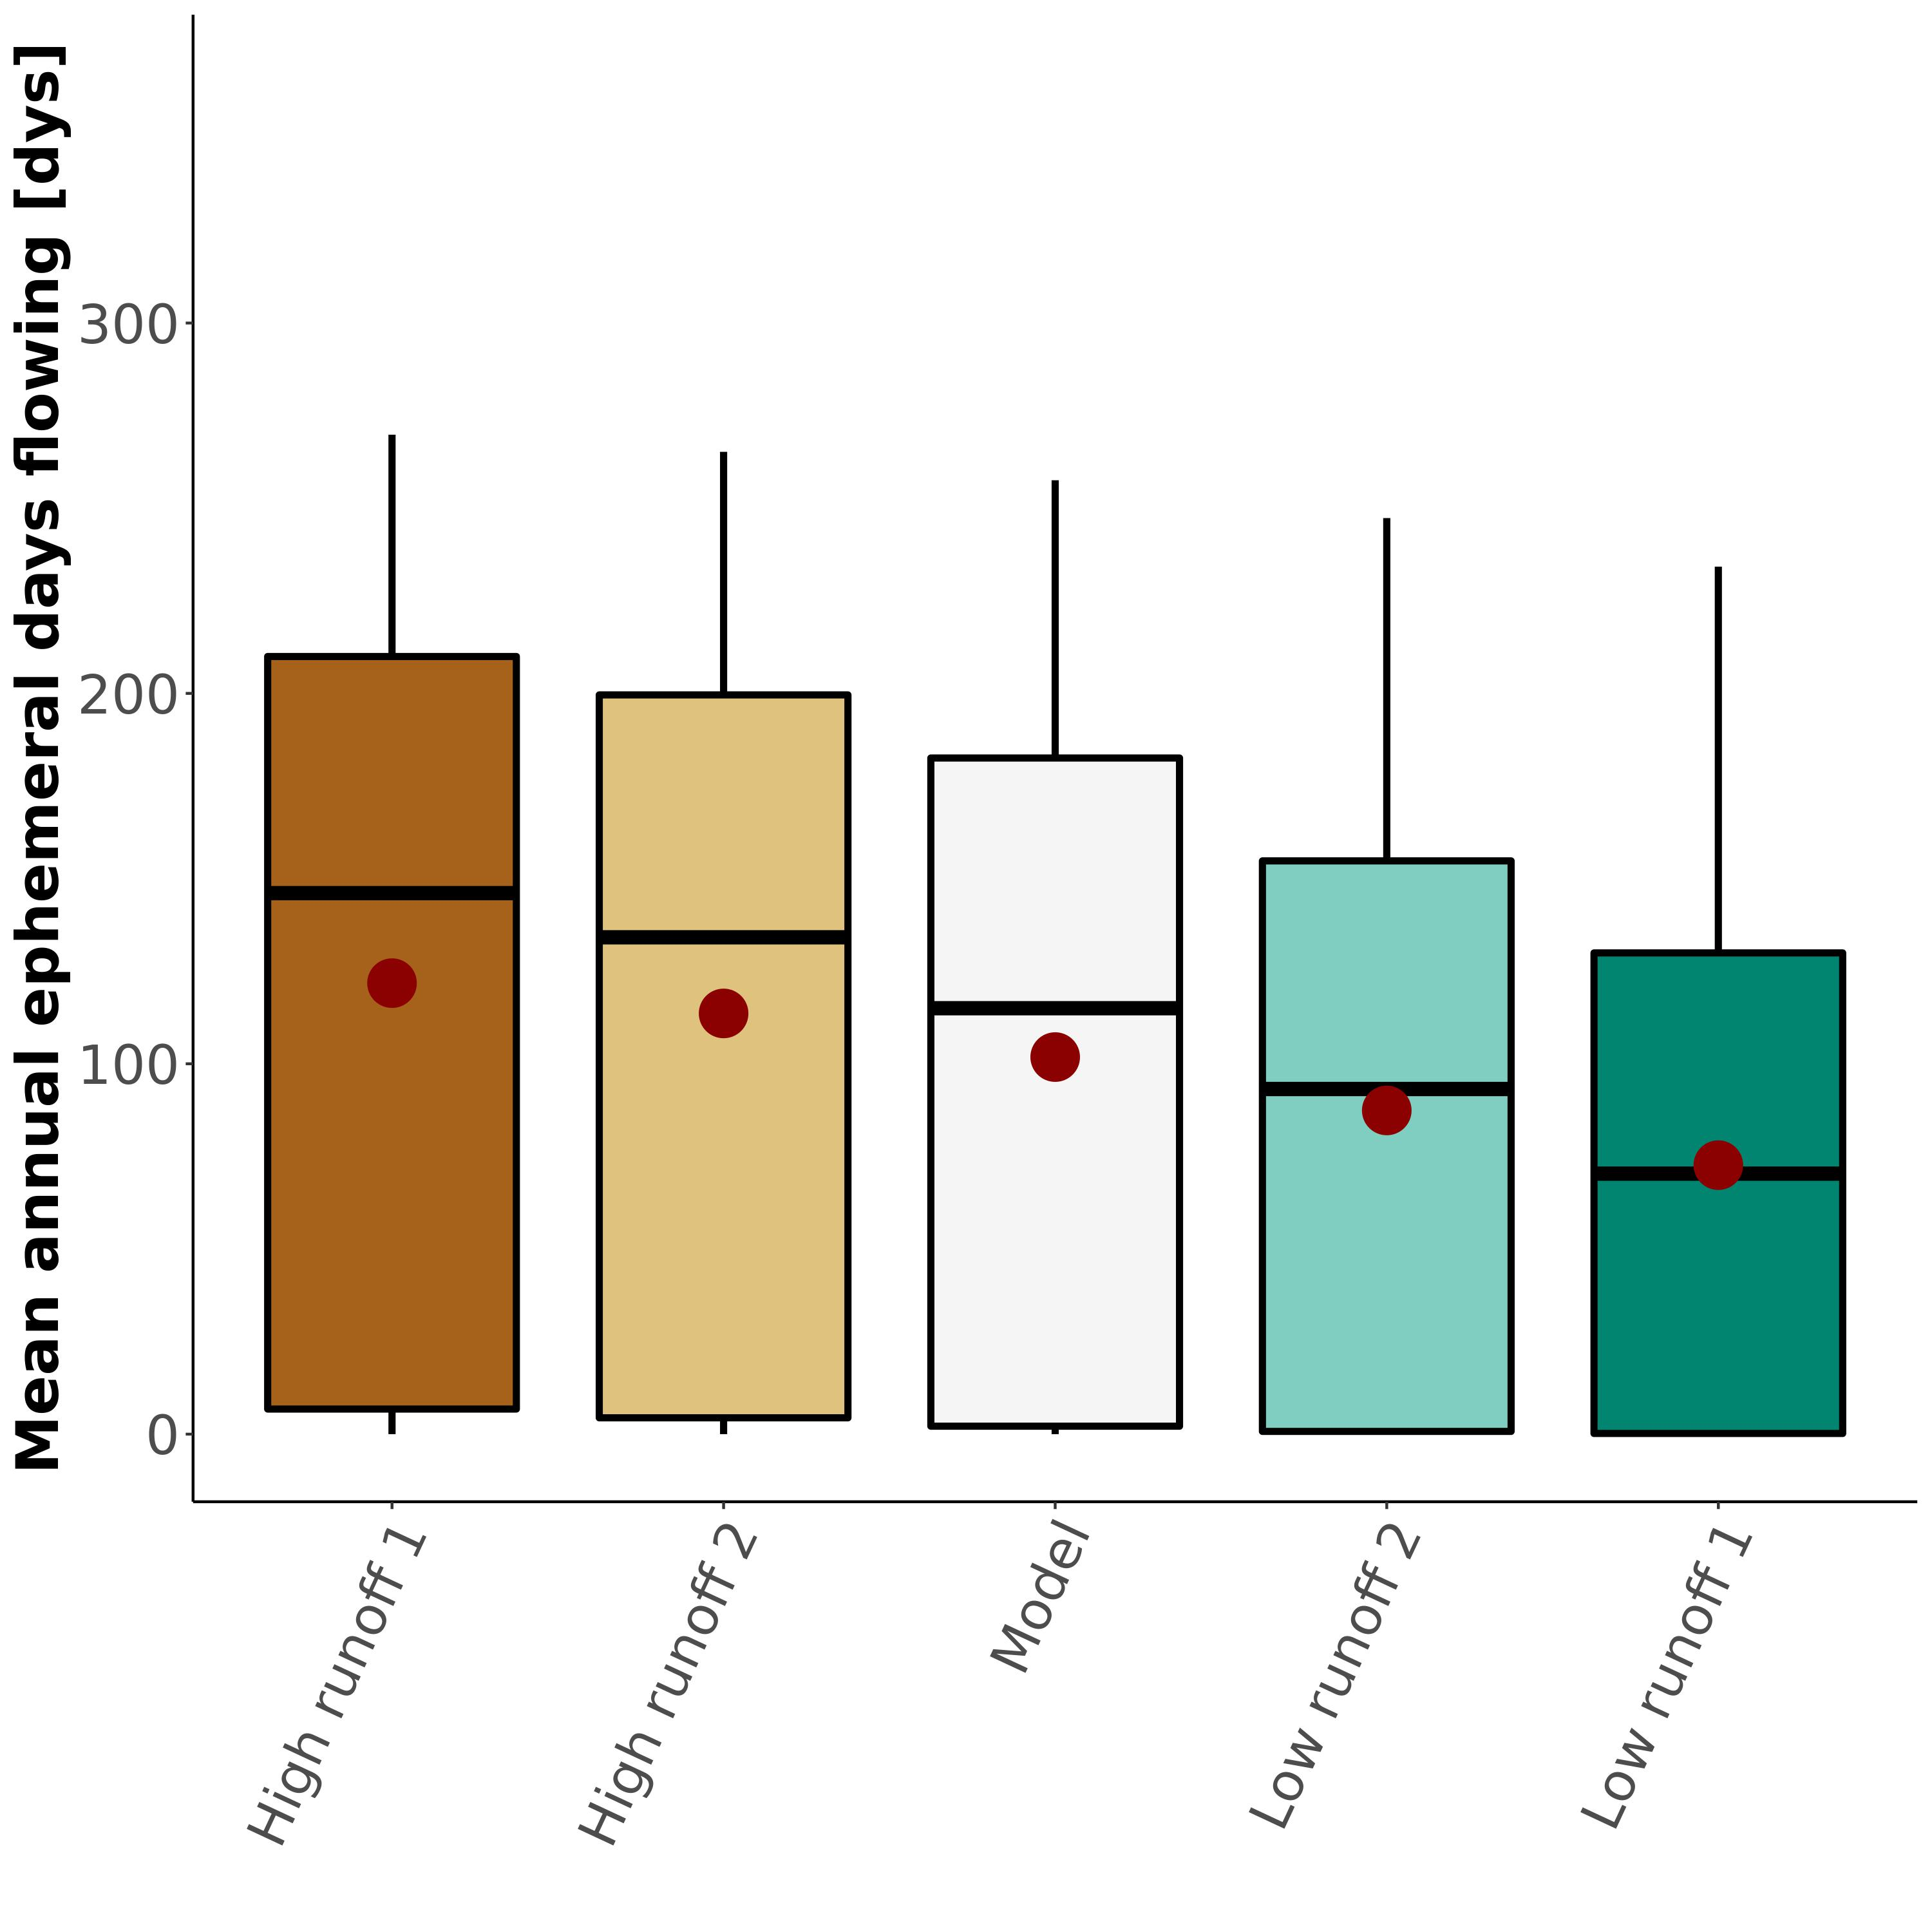 Mean annual ephemeral days flowing [dys]
300
200
100
0
High runoff 1
High runoff 2
Model
Low runoff 2
Low runoff 1